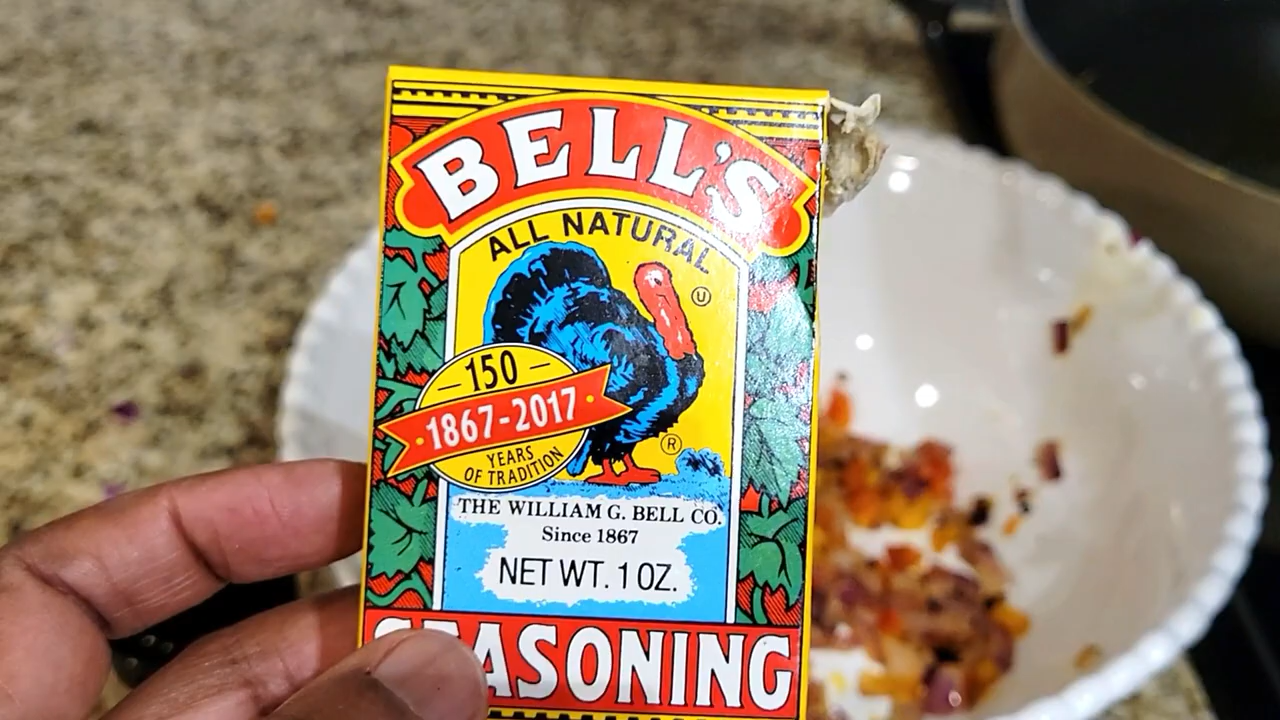 BELL'S
ALL NATURAL
U
150
1867-2017
YEARS
OF TRADITION
®
THE WILLIAM G. BELL CO.
Since 1867
NET WT. 1 OZ.
SEASONING